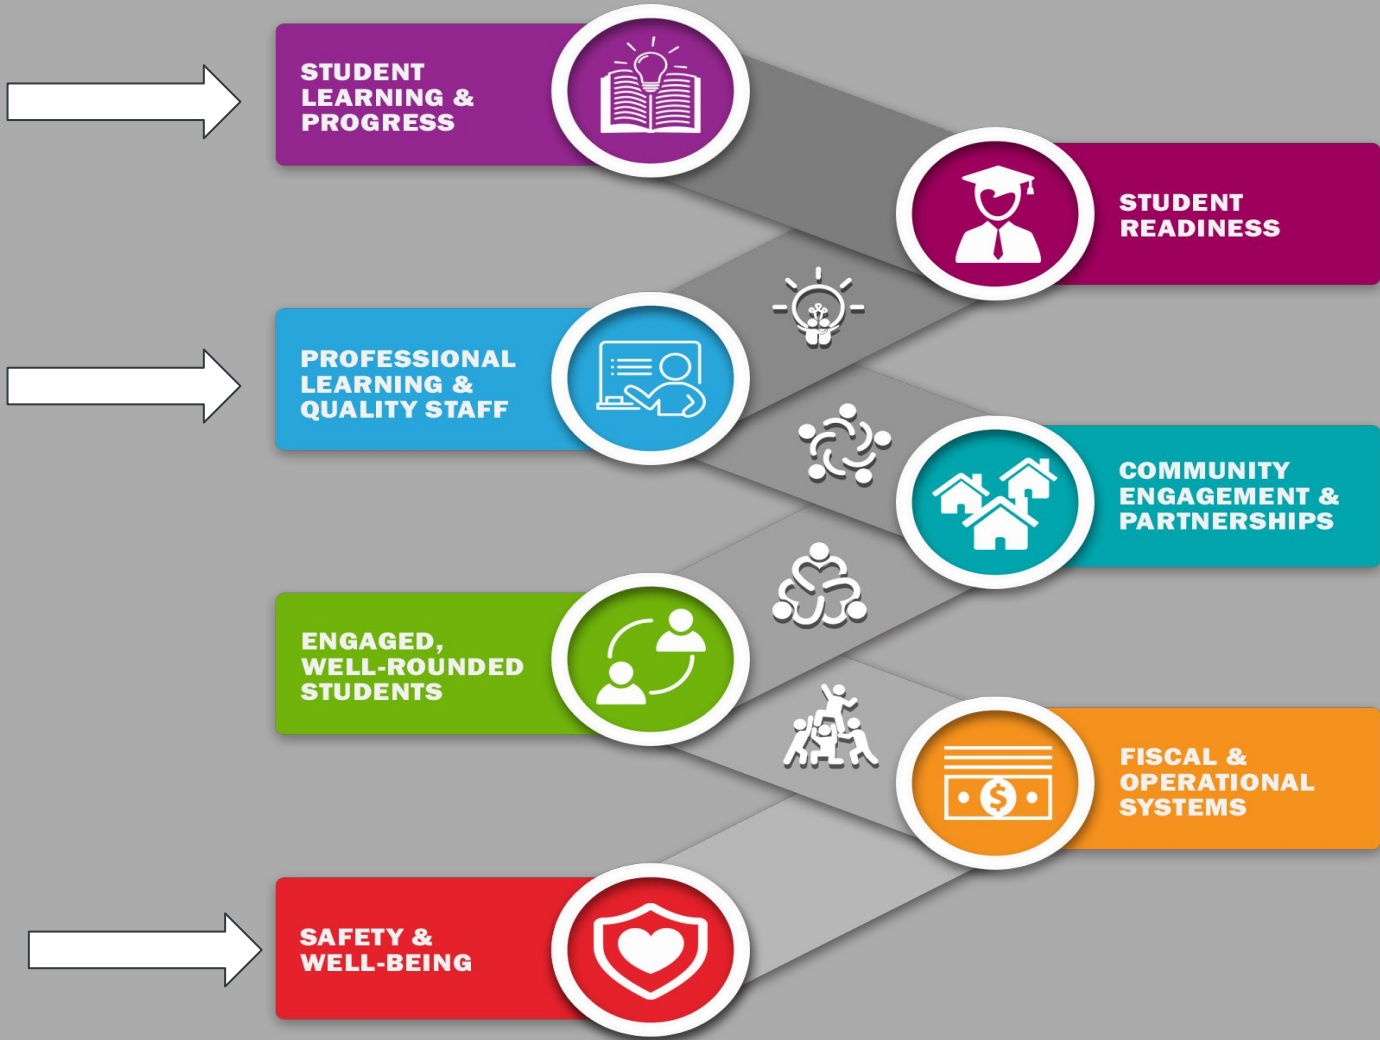 STUDENT
LEARNING &
PROGRESS
STUDENT
READINESS
PROFESSIONAL
LEARNING &
QUALITY STAFF
COMMUNITY
ENGAGEMENT &
PARTNERSHIPS
ENGAGED,
WELL-ROUNDED
STUDENTS
$
FISCAL &
OPERATIONAL
SYSTEMS
SAFETY &
WELL-BEING